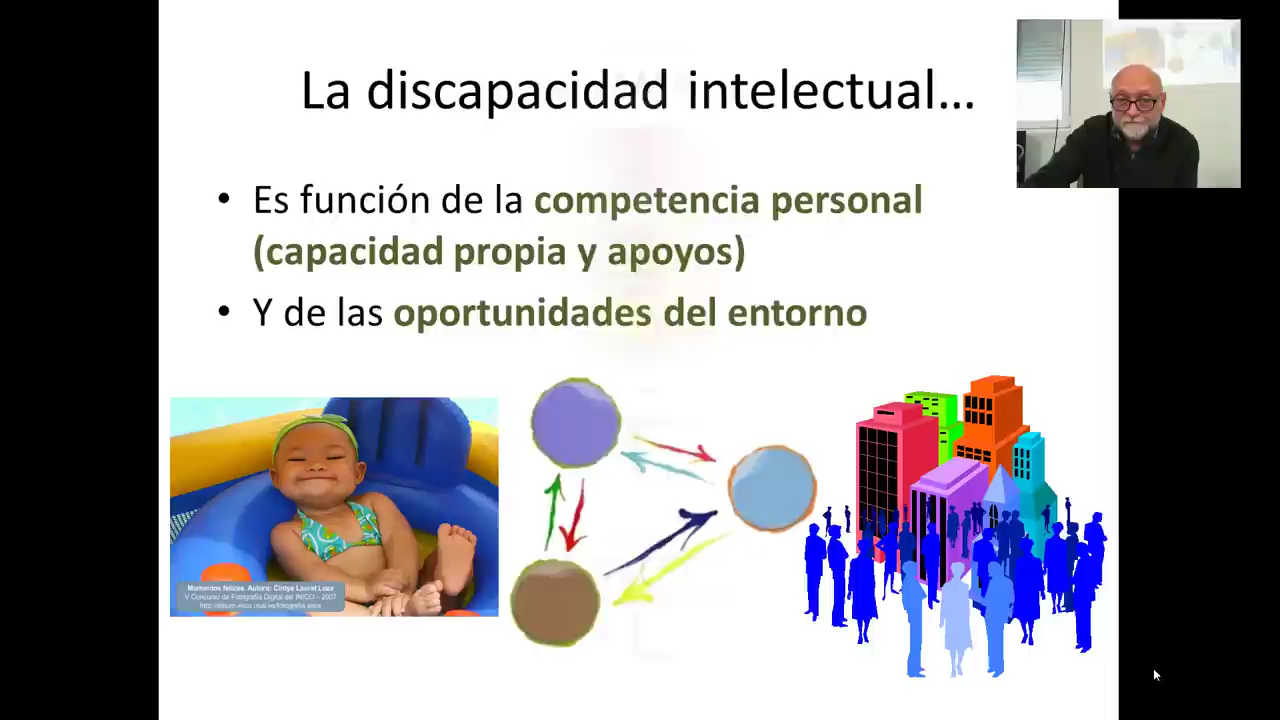 La discapacidad intelectual...
• Es función de la competencia personal
(capacidad propia y apoyos)
• Y de las oportunidades del entorno
Momentos felices. Autora: Cintya Laurel Loza
V Concurso de Fotografía Digital del INICO – 2007